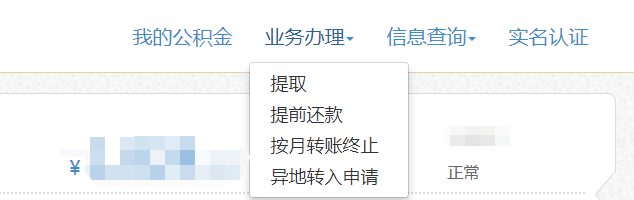 我的公积金 业务办理 信息查询 实名认证
提取
提前还款
按月转账终止
异地转入申请
¥
正常